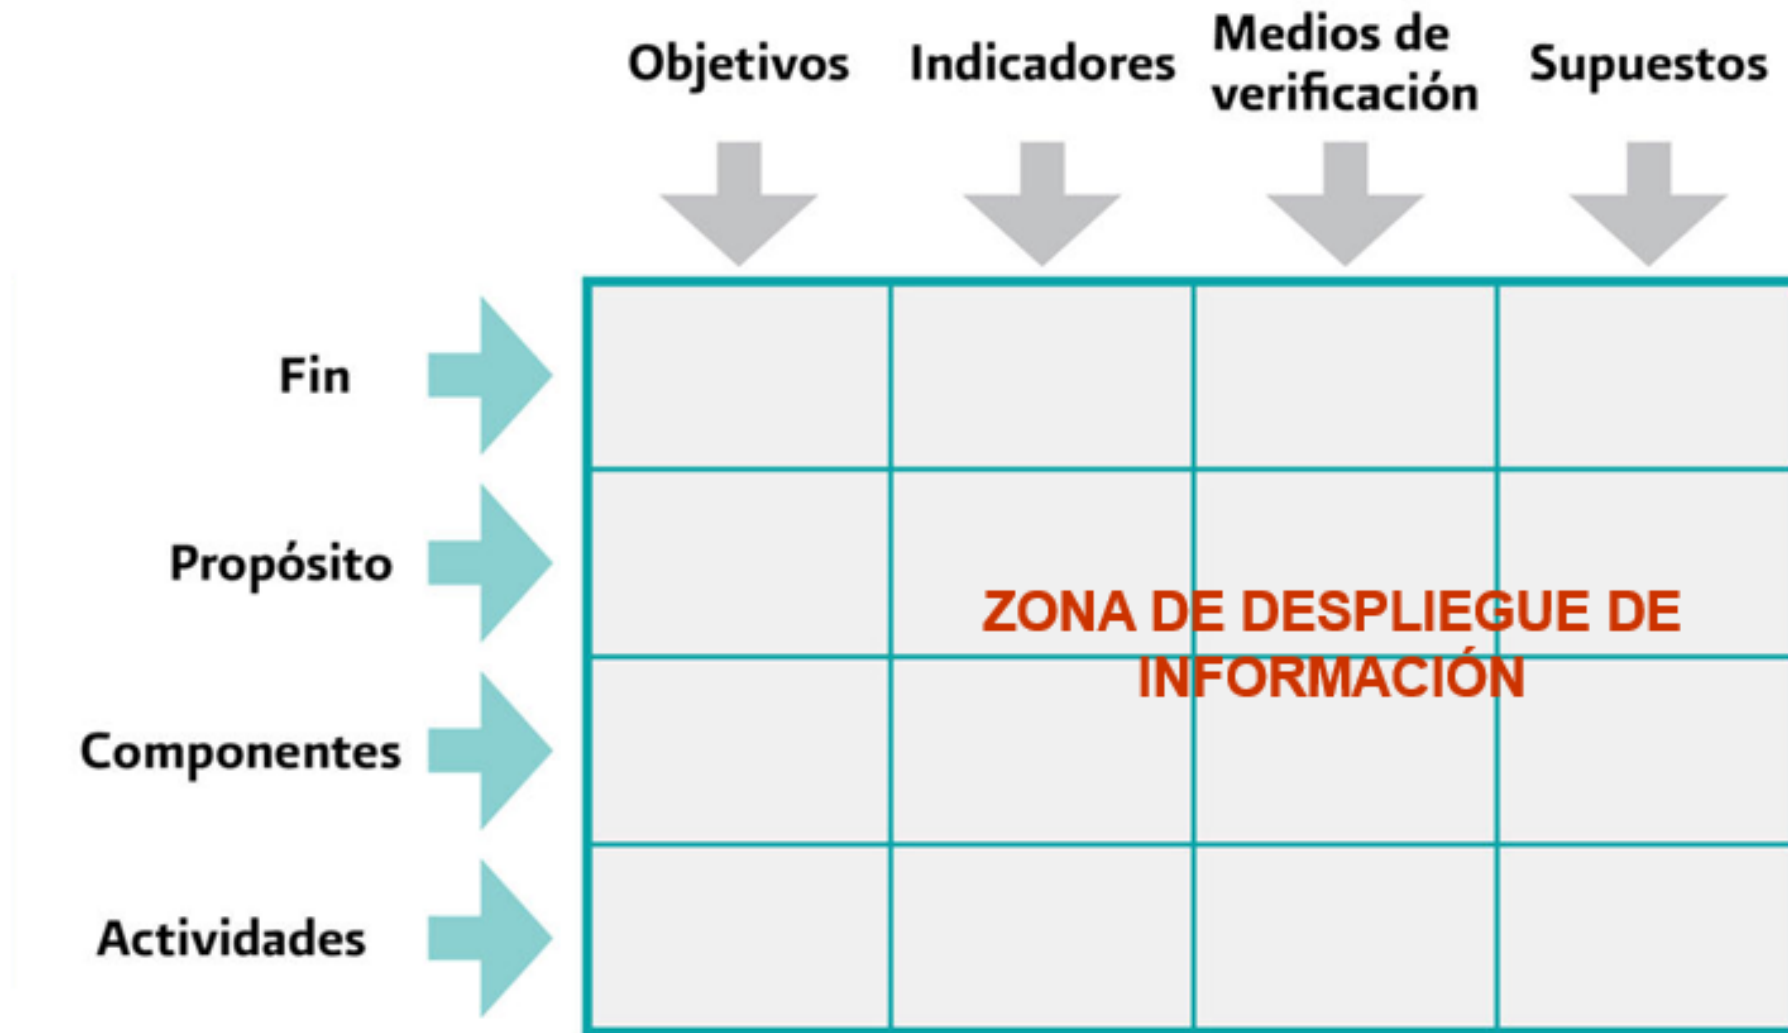 Objetivos
Indicadores
Medios de
verificación
Supuestos
Fin
Propósito
ZONA DE DESPLIEGUE DE
INFORMACIÓN
Componentes
Actividades